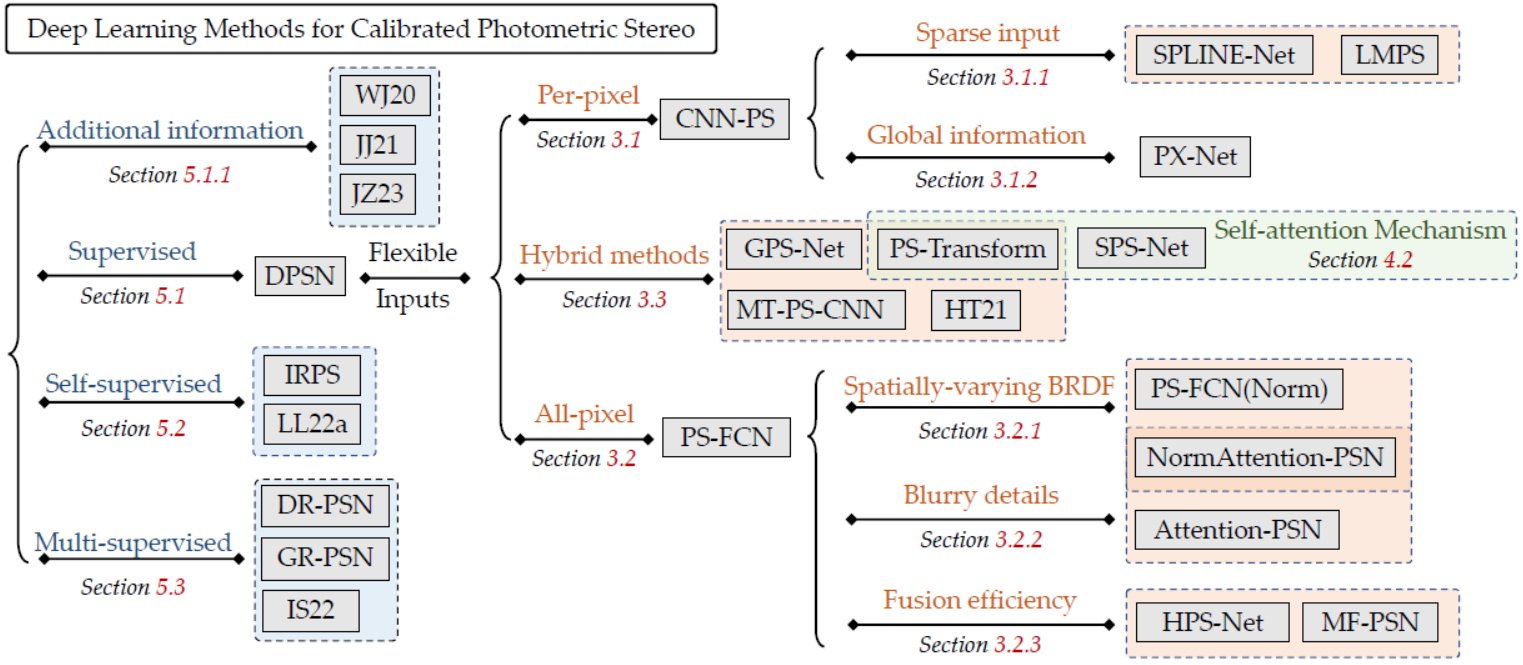 Deep Learning Methods for Calibrated Photometric Stereo
Additional information
Section 5.1.1
WJ20
JJ21
JZ23
Supervised
Section 5.1
DPSN
Flexible
Inputs
Self-supervised
Section 5.2
IRPS
LL22a
Multi-supervised
Section 5.3
DR-PSN
GR-PSN
IS22
Per-pixel
Section 3.1
CNN-PS
Sparse input
Section 3.1.1
SPLINE-Net LMPS
Global information
Section 3.1.2
PX-Net
Hybrid methods
Section 3.3
GPS-Net PS-Transform SPS-Net
MT-PS-CNN HT21
Self-attention Mechanism
Section 4.2
All-pixel
Section 3.2
PS-FCN
Spatially-varying BRDF
Section 3.2.1
PS-FCN(Norm)
NormAttention-PSN
Blurry details
Section 3.2.2
Attention-PSN
Fusion efficiency
Section 3.2.3
HPS-Net MF-PSN